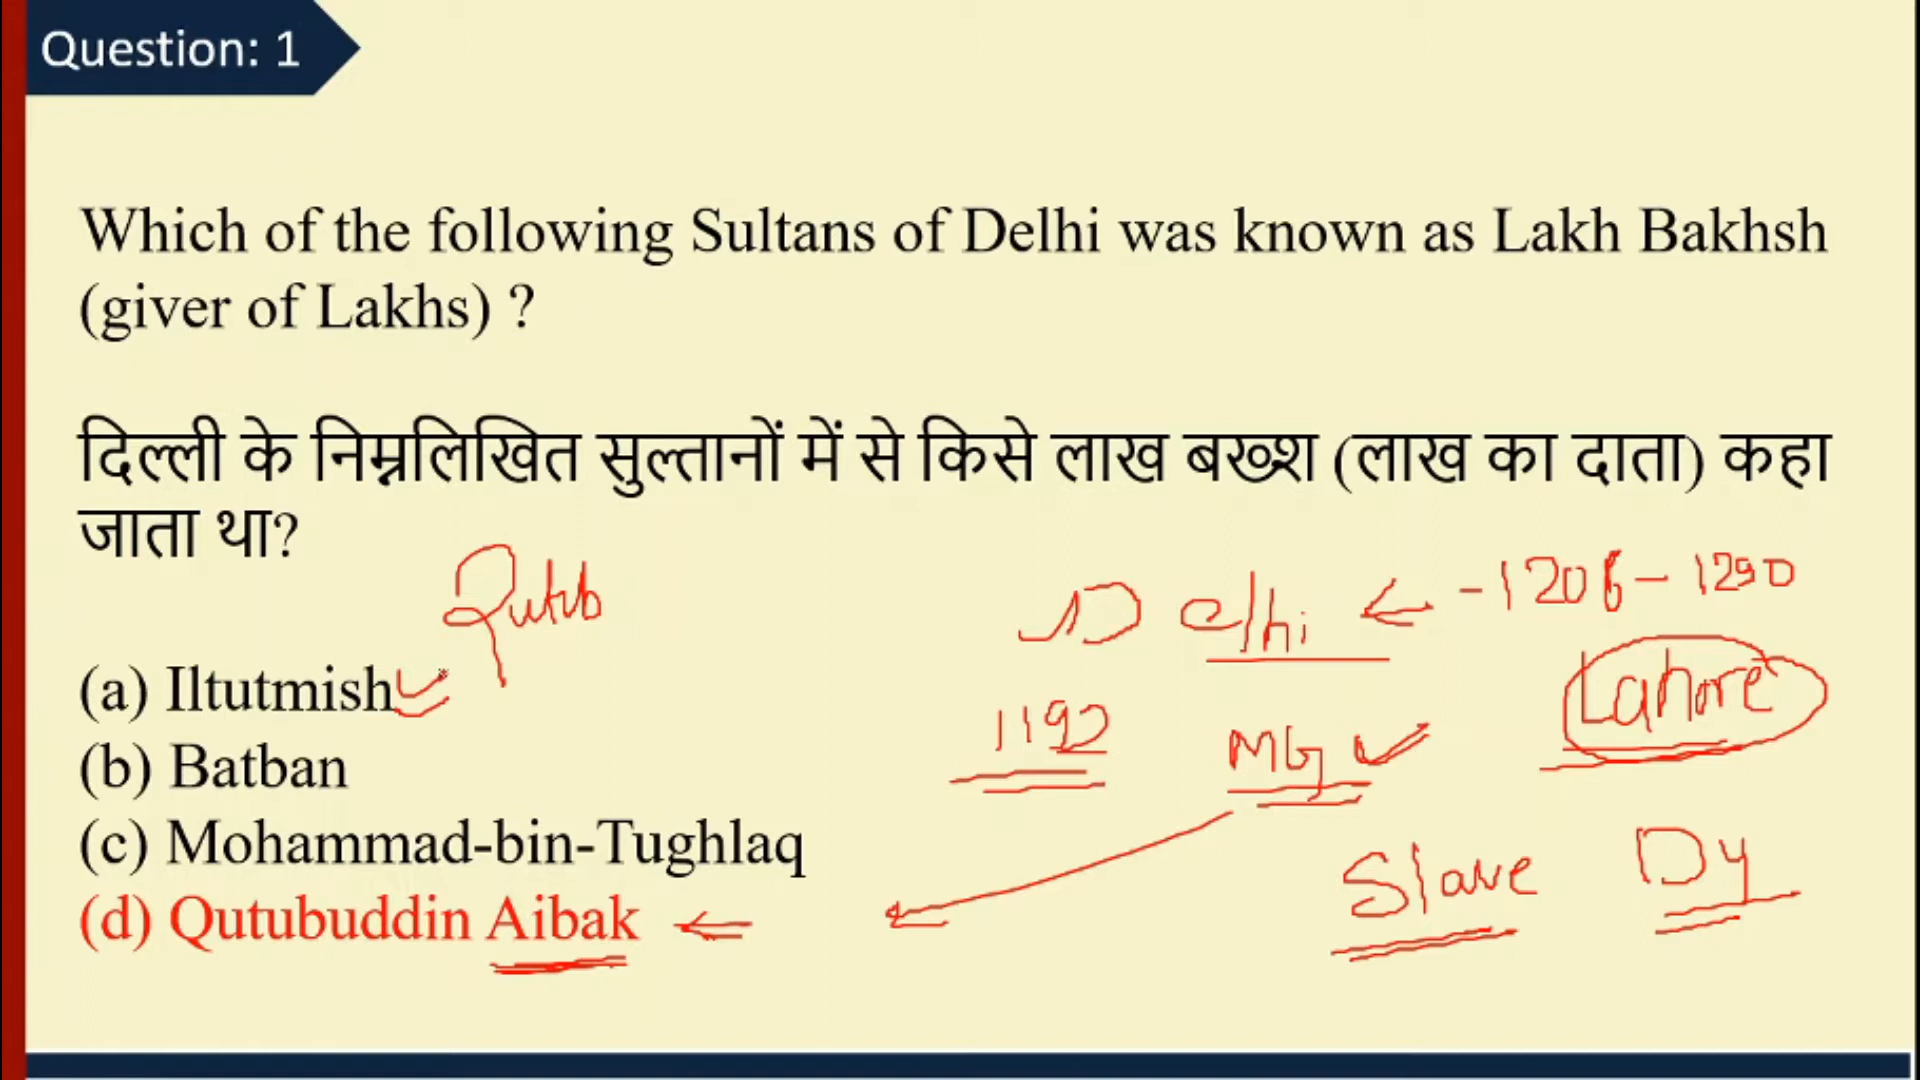 Question: 1
Which of the following Sultans of Delhi was known as Lakh Bakhsh
(giver of Lakhs) ?
दिल्ली के निम्नलिखित सुल्तानों में से किसे लाख बख्श (लाख का दाता) कहा
जाता था?
Qutub
Delhi ← - 1206 - 1290
(a) Iltutmish
Lahore
1192 MG
(b) Batban
(c) Mohammad-bin-Tughlaq
Slave Dy
(d) Qutubuddin Aibak ←